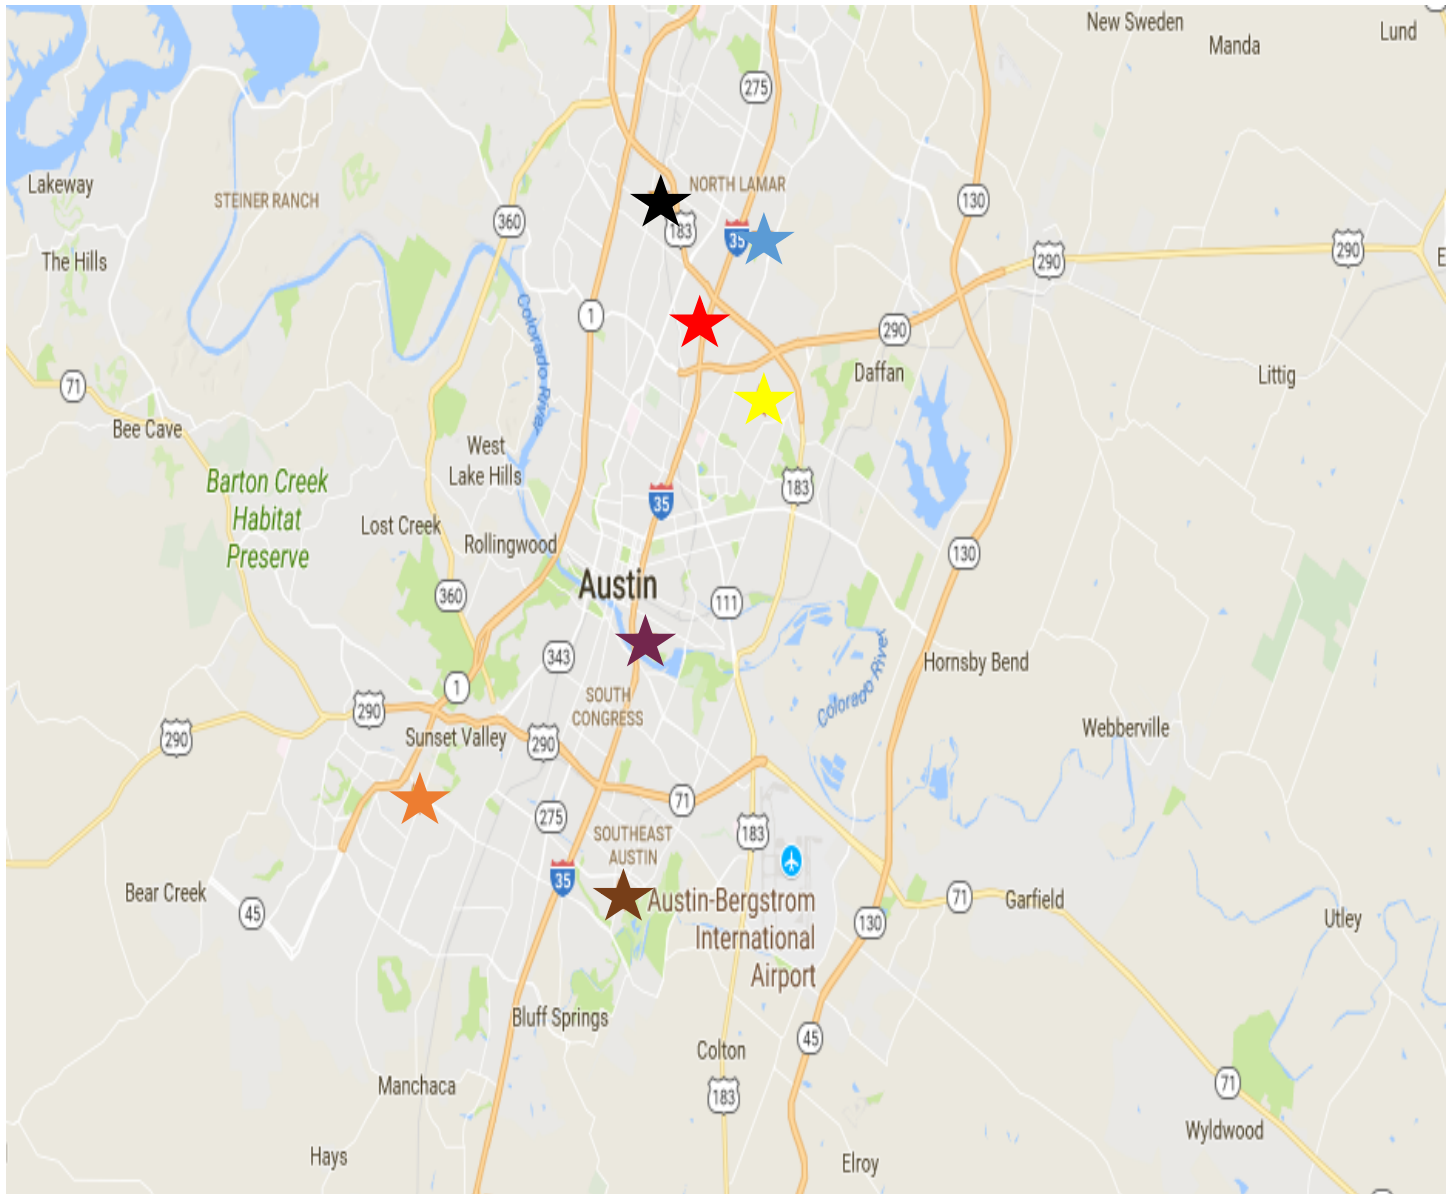 New Sweden
Lund
Manda
275
Lakeway
STEINER RANCH
NORTH LAMAR
130
360
183
35
290
290
The Hills
E
Colorado River
1
290
71
Daffan
Littig
Bee Cave
West
Lake Hills
Barton Creek
Habitat
Preserve
183
35
Lost Creek
Rollingwood
130
Austin
360
111
343
Hornsby Bend
Colorado River
1
SOUTH
CONGRESS
290
290
Sunset Valley
290
Webberville
71
275
SOUTHEAST
AUSTIN
183
35
Bear Creek
45
Austin-Bergstrom
International
Airport
71
Garfield
130
Utley
Bluff Springs
45
Colton
Manchaca
183
71
Wyldwood
Hays
Elroy